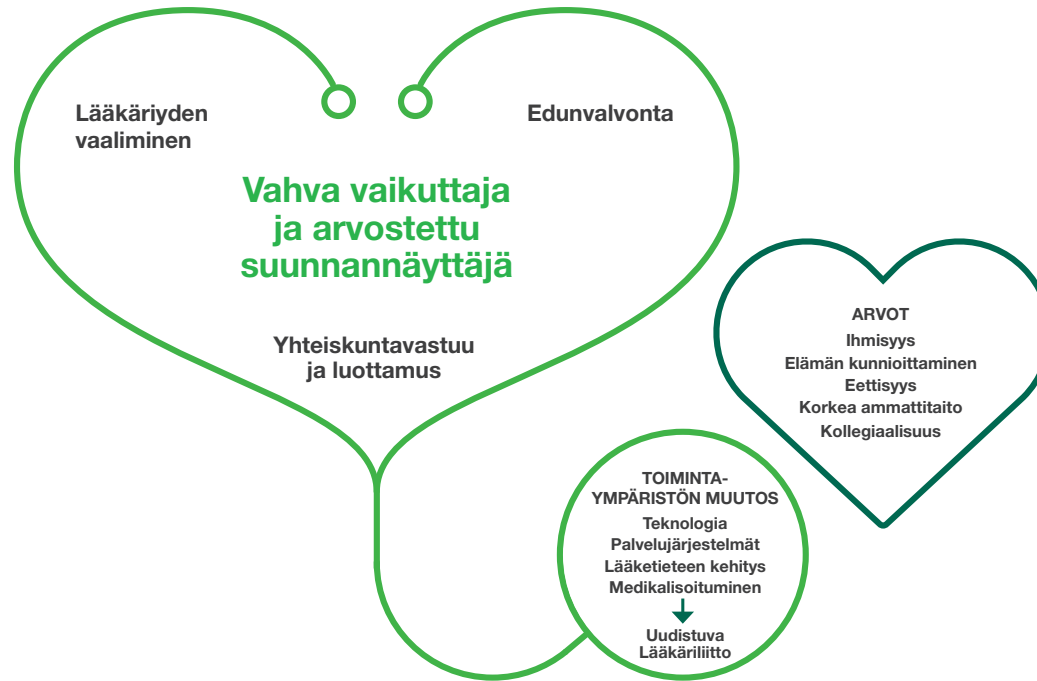 Lääkäriyden
vaaliminen
Edunvalvonta
Vahva vaikuttaja
ja arvostettu
suunnannäyttäjä
Yhteiskuntavastuu
ja luottamus
ARVOT
Ihmisyys
Elämän kunnioittaminen
Eettisyys
Korkea ammattitaito
Kollegiaalisuus
TOIMINTA-
YMPÄRISTÖN MUUTOS
Teknologia
Palvelujärjestelmät
Lääketieteen kehitys
Medikalisoituminen
Uudistuva
Lääkäriliitto